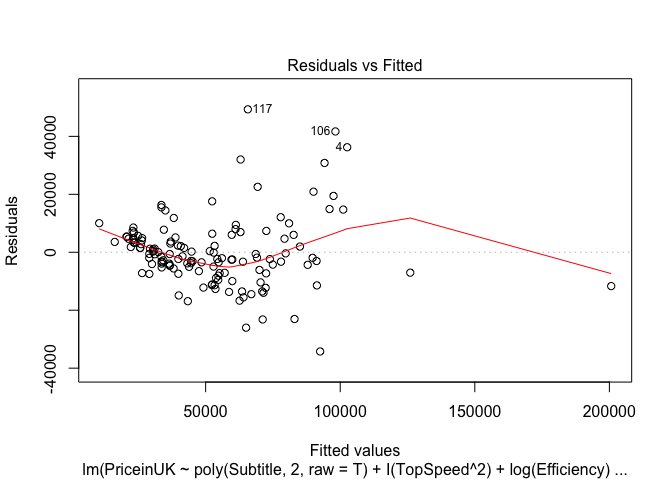 Residuals vs Fitted
Residuals
40000
20000
0
-40000
117
106
4
50000
100000
150000
200000
Fitted values
lm(PriceinUK ~ poly(Subtitle, 2, raw = T) + I(TopSpeed^2) + log(Efficiency) ...